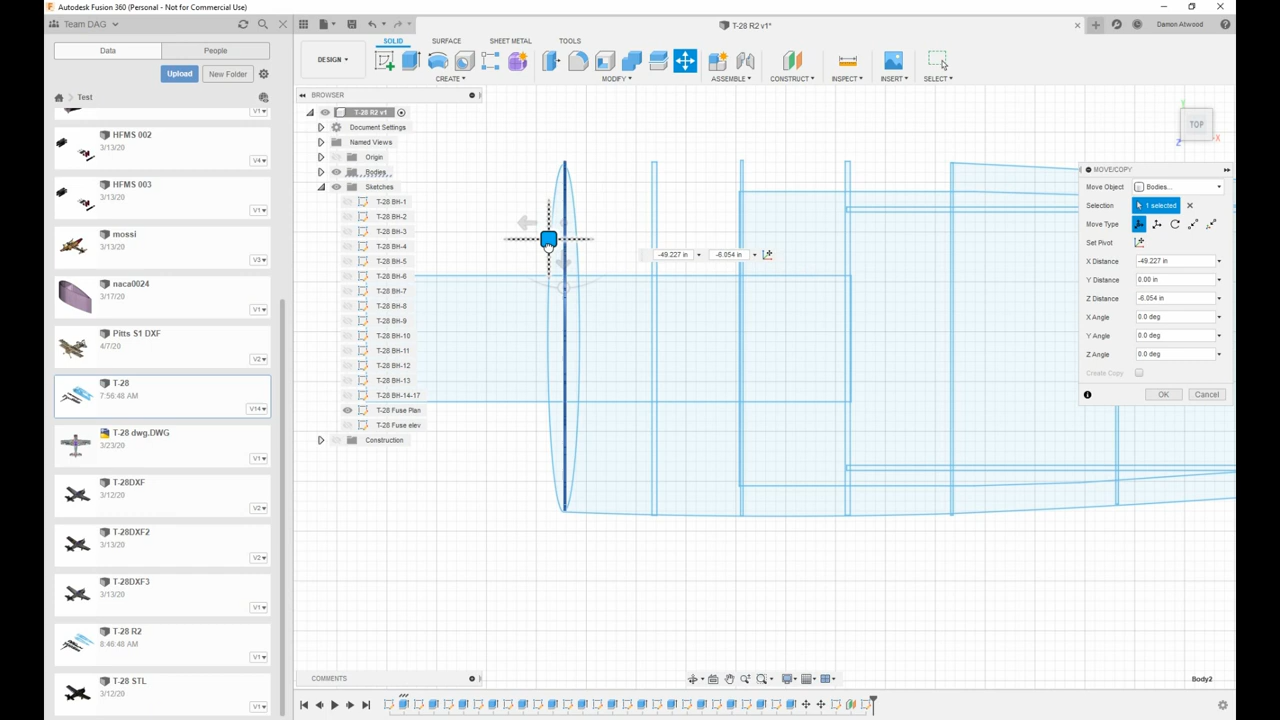 Autodesk Fusion 360 (Personal - Not for Commercial Use)
Team DAG
T-28 R2 v1*
Damon Atwood
Data
People
Upload
New Folder
Test
V1
HFMS 002
3/13/20
V4
HFMS 003
3/13/20
V1
mossi
3/13/20
V3
naca0024
3/17/20
V1
Pitts S1 DXF
4/7/20
V2
T-28
7:56:48 AM
V14
T-28 dwg.DWG
3/23/20
V1
T-28DXF
3/12/20
V2
T-28DXF2
3/13/20
V2
T-28DXF3
3/13/20
V1
T-28 R2
8:46:48 AM
V1
T-28 STL
3/12/20
V1
DESIGN
SOLID
SURFACE
SHEET METAL
TOOLS
CREATE
MODIFY
ASSEMBLE
CONSTRUCT
INSPECT
INSERT
SELECT
BROWSER
T-28 R2 v1
Document Settings
Named Views
Origin
Bodies
Sketches
T-28 BH-1
T-28 BH-2
T-28 BH-3
T-28 BH-4
T-28 BH-5
T-28 BH-6
T-28 BH-7
T-28 BH-8
T-28 BH-9
T-28 BH-10
T-28 BH-11
T-28 BH-12
T-28 BH-13
T-28 BH-14-17
T-28 Fuse Plan
T-28 Fuse elev
Construction
-49.227 in
-6.054 in
Y
TOP
Z
-X
MOVE/COPY
Move Object
Bodies...
Selection
1 selected
Move Type
Set Pivot
X Distance
-49.227 in
Y Distance
0.00 in
Z Distance
-6.054 in
X Angle
0.0 deg
Y Angle
0.0 deg
Z Angle
0.0 deg
Create Copy
OK
Cancel
COMMENTS
Body2